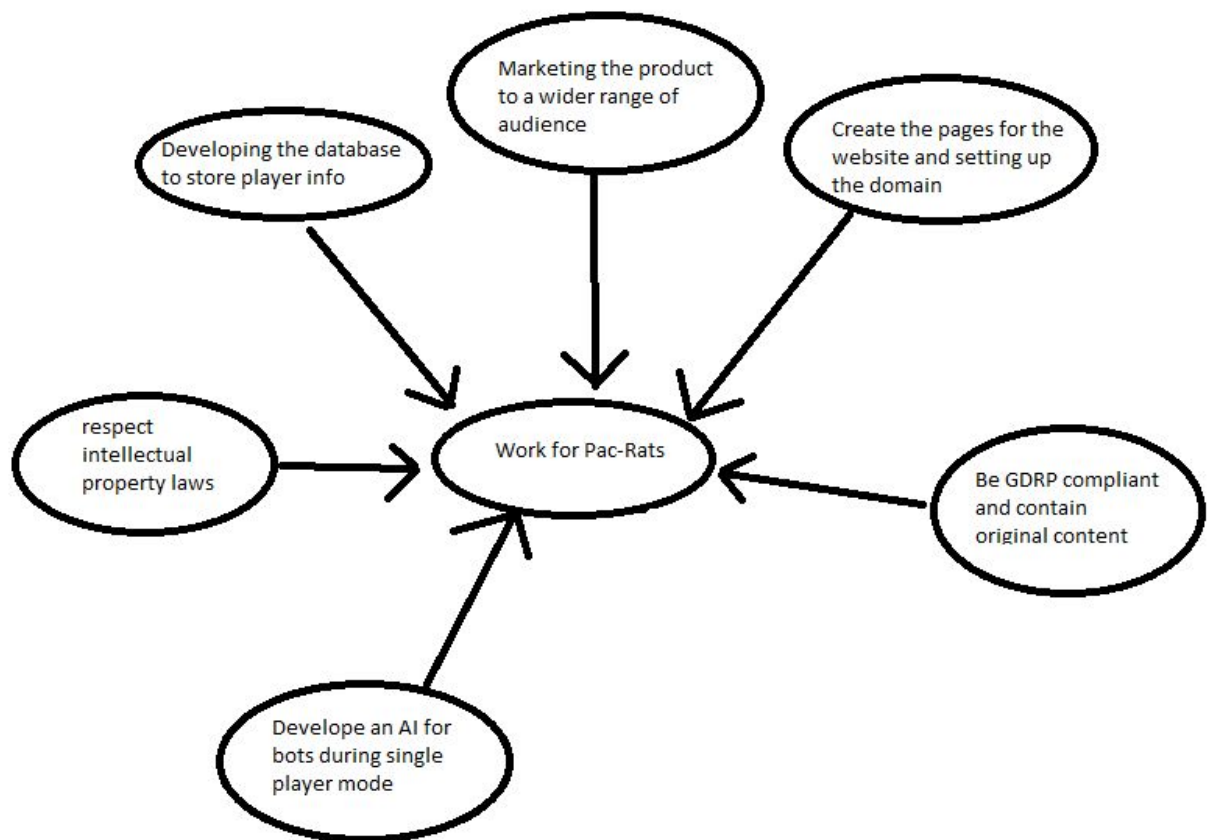 Marketing the product
to a wider range of
audience
Create the pages for the
website and setting up
the domain
Developing the database
to store player info
respect
intellectual
property laws
Work for Pac-Rats
Be GDRP compliant
and contain
original content
Develope an AI for
bots during single
player mode